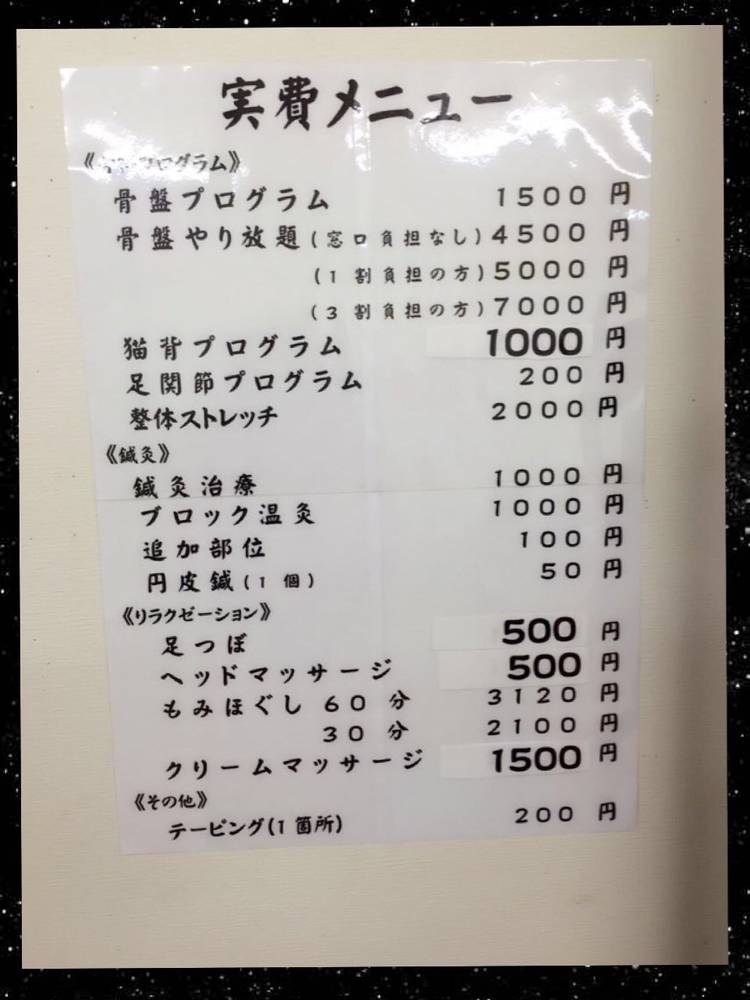 実費メニュー
プログラム》
骨盤プログラム 1500 円
骨盤やり放題(窓口負担なし) 4500 円
(1 割負担の方) 5000 円
(3 割負担の方) 7000 円
猫背プログラム 1000 円
足関節プログラム 200 円
整体ストレッチ 2000 円
《鍼灸》
鍼灸治療 1000 円
ブロック温灸 1000 円
追加部位 100 円
円皮鍼(1 個) 50 円
《リラクゼーション》
足つぼ 500 円
ヘッドマッサージ 500 円
もみほぐし 60 分 3120 円
30 分 2100 円
クリームマッサージ 1500 円
《その他》
テーピング(1 箇所) 200 円